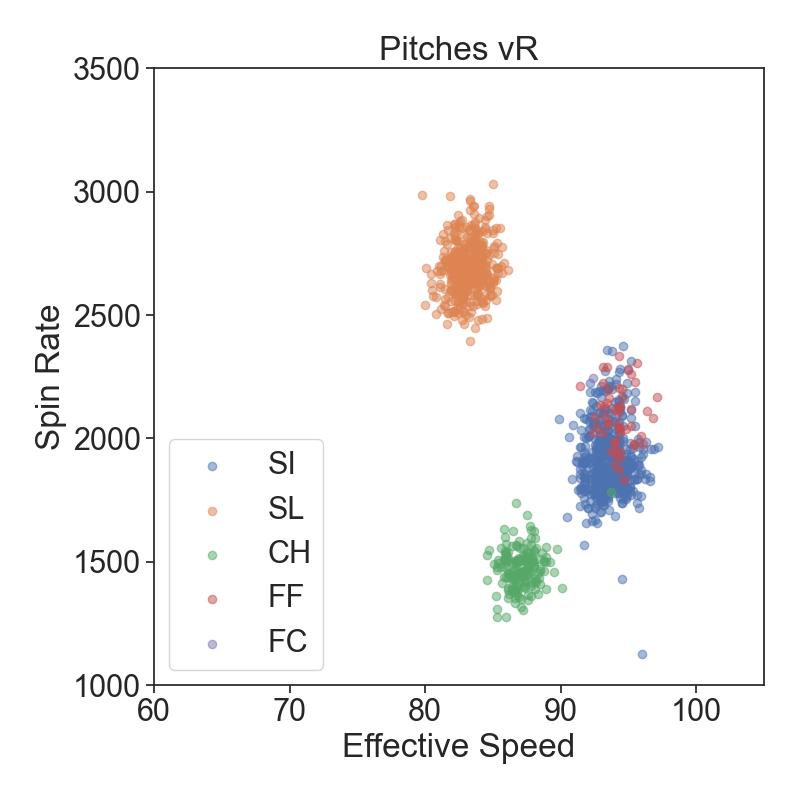 Pitches vR
3500
3000
2500
2000
1500
1000
Spin Rate
SI
SL
CH
FF
FC
60 70 80 90 100
Effective Speed